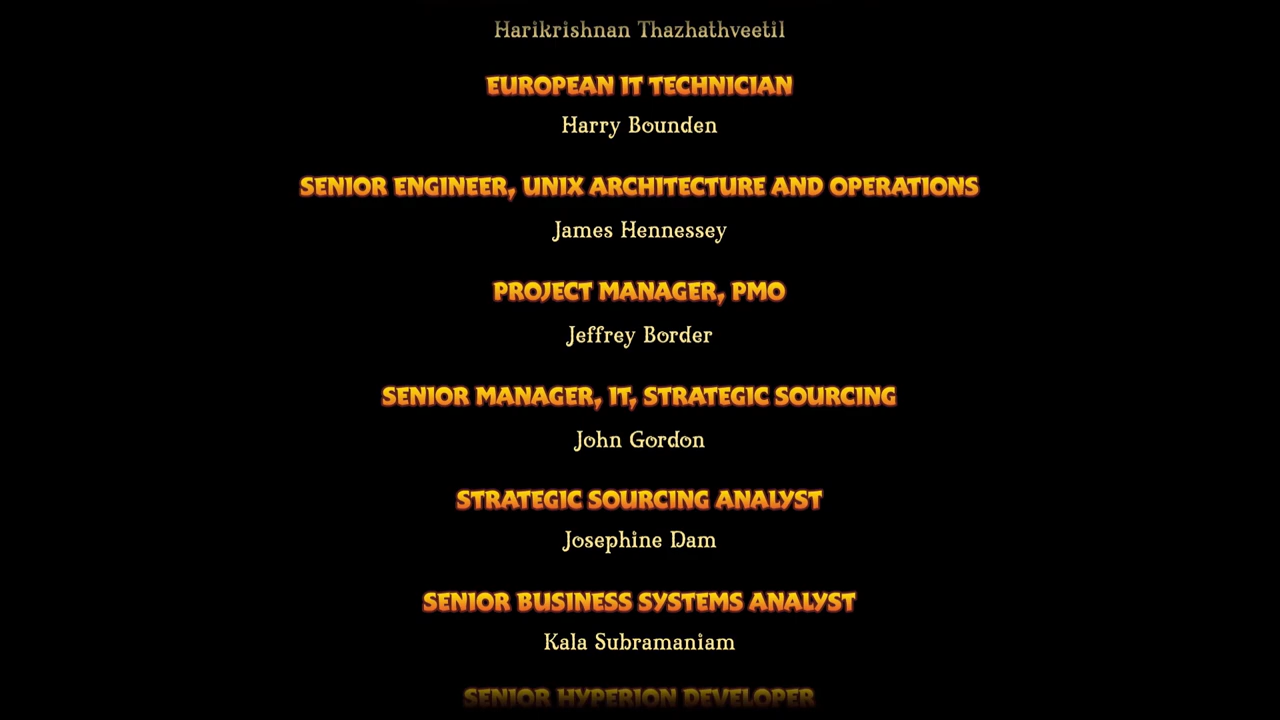 Harikrishnan Thazhathveetil
EUROPEAN IT TECHNICIAN
Harry Bounden
SENIOR ENGINEER, UNIX ARCHITECTURE AND OPERATIONS
James Hennessey
PROJECT MANAGER, PMO
Jeffrey Border
SENIOR MANAGER, IT, STRATEGIC SOURCING
John Gordon
STRATEGIC SOURCING ANALYST
Josephine Dam
SENIOR BUSINESS SYSTEMS ANALYST
Kala Subramaniam
SENIOR HYPERION DEVELOPER